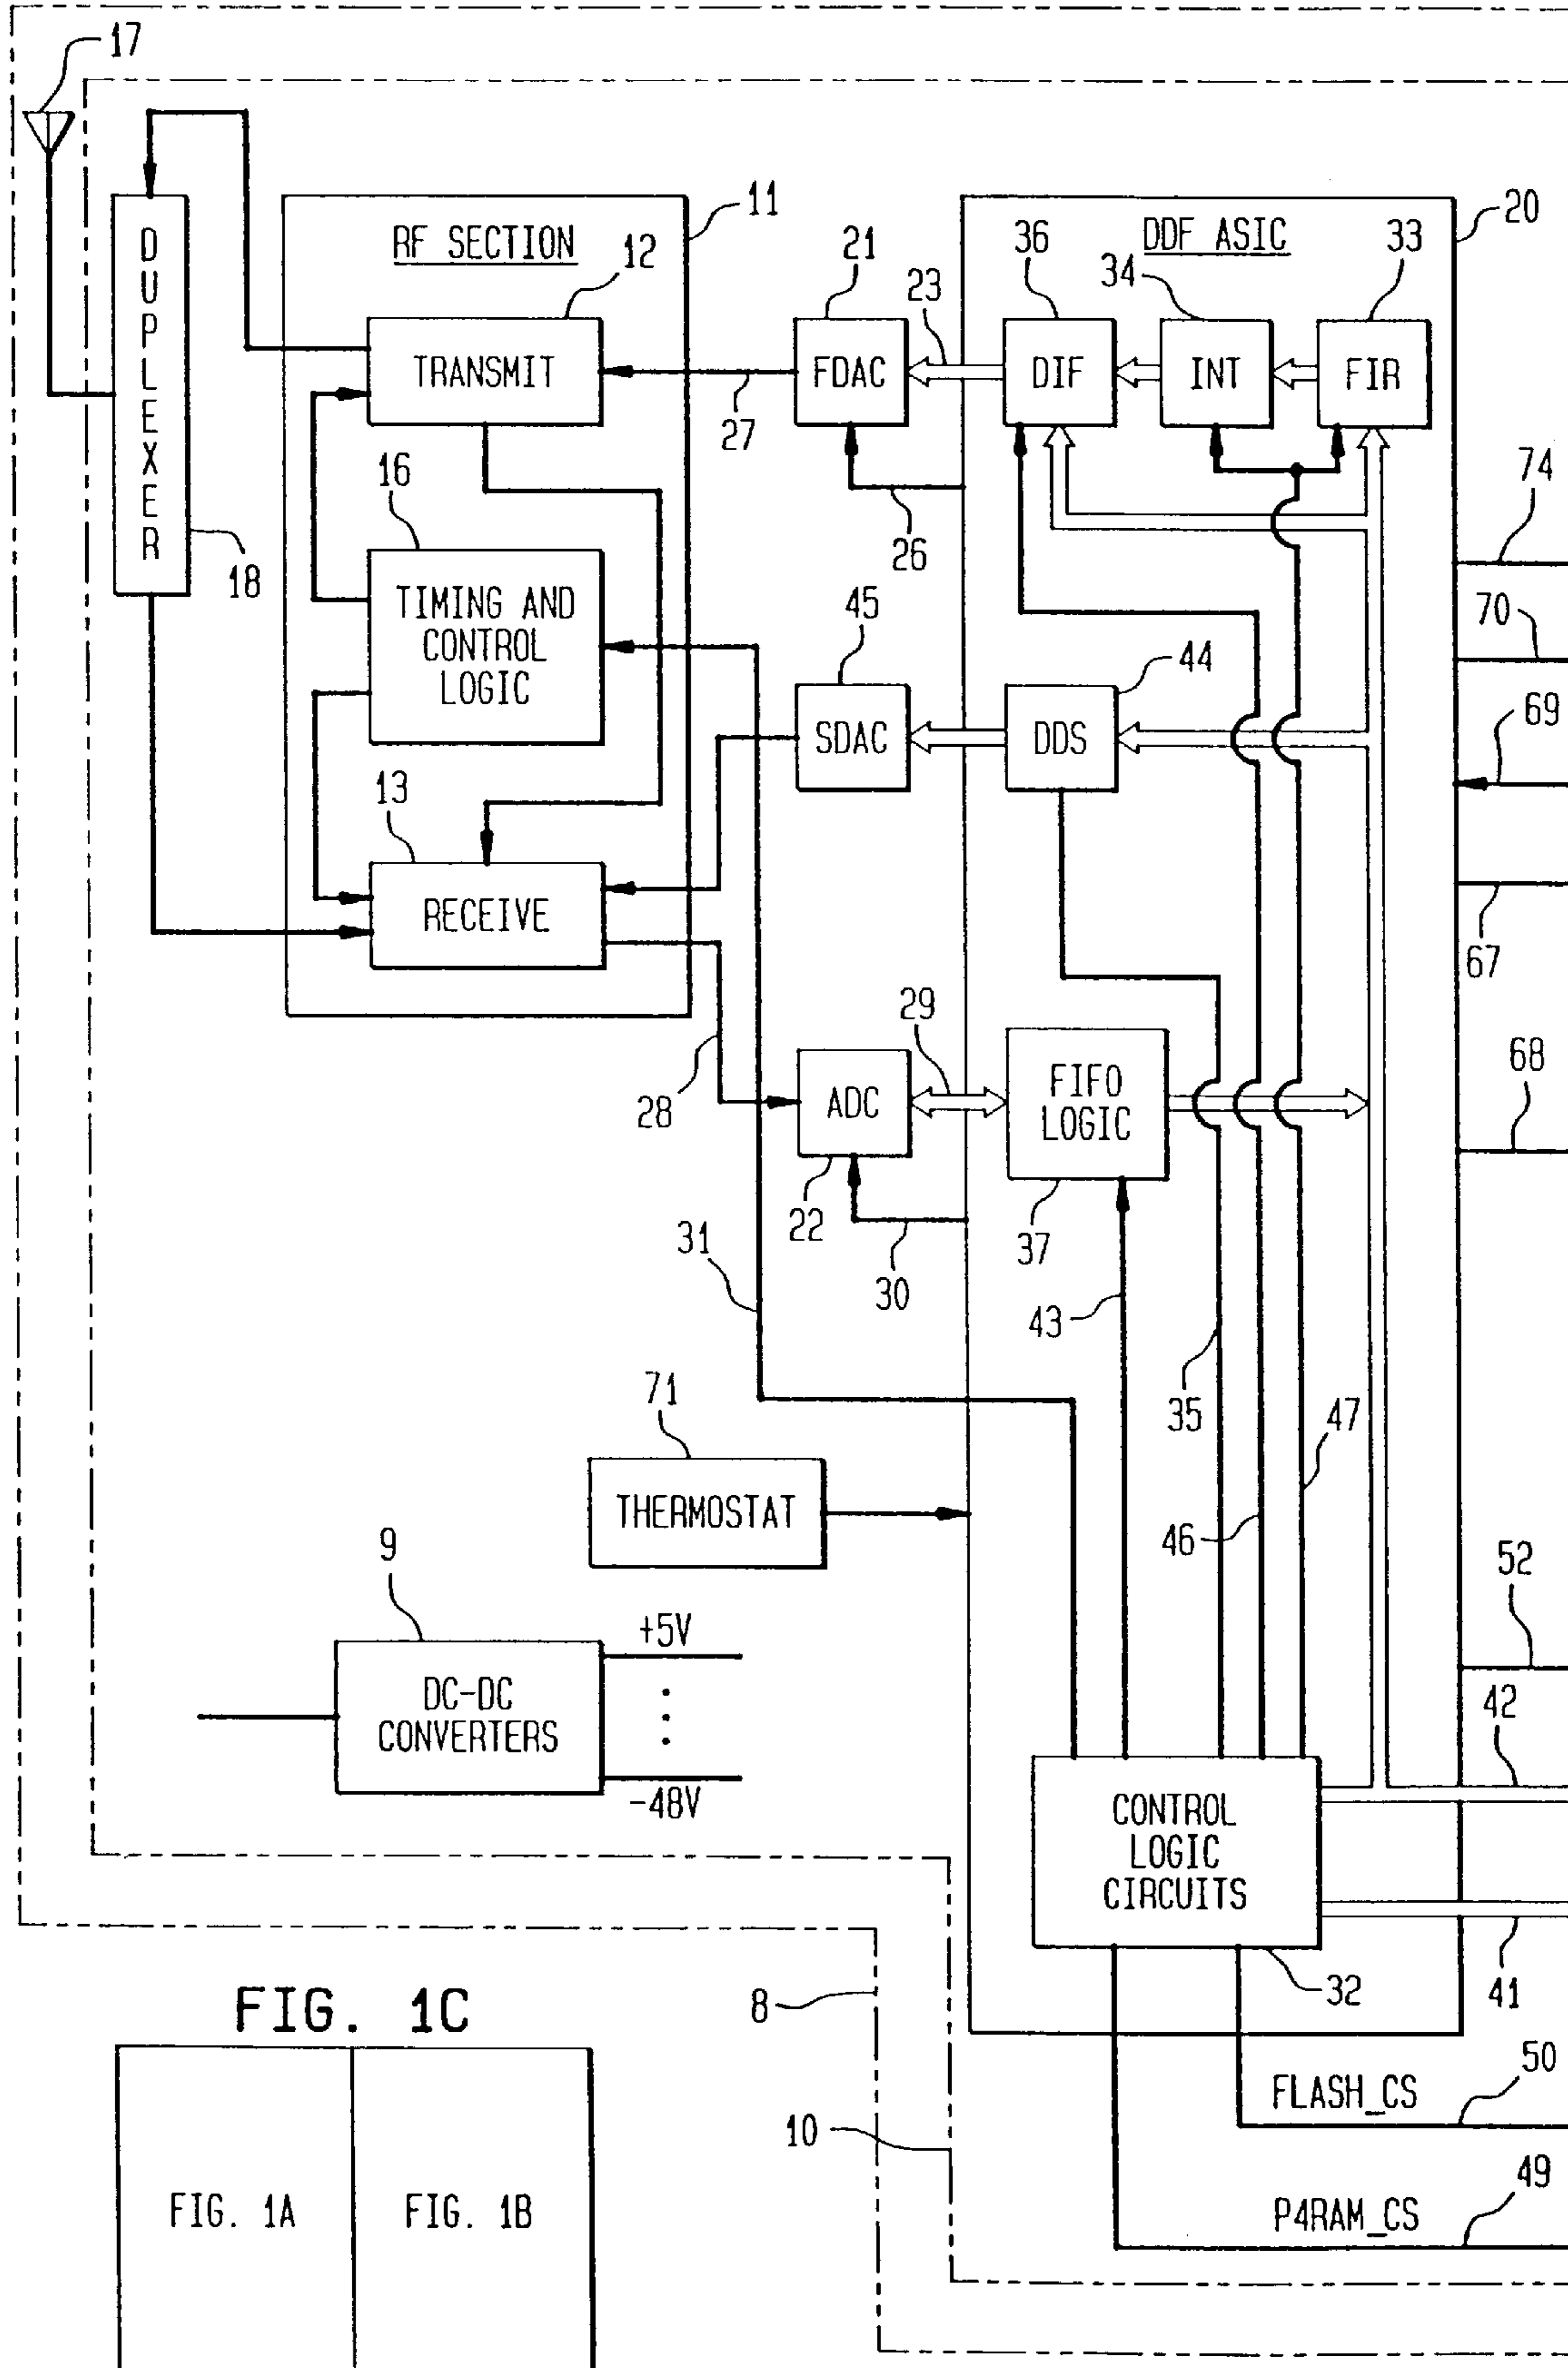 17
DUPLEXER
18
RF SECTION
11
12
TRANSMIT
16
TIMING AND
CONTROL
LOGIC
13
RECEIVE
21
FDAC
23
27
26
45
SDAC
28
29
ADC
22
30
31
DDF ASIC
20
36
DIF
34
INT
33
FIR
44
DDS
FIFO
LOGIC
37
43
35
46
47
74
70
69
67
68
71
THERMOSTAT
9
DC-DC
CONVERTERS
+5V
-48V
52
42
CONTROL
LOGIC
CIRCUITS
32
41
8
10
FLASH_CS
50
P4RAM_CS
49
FIG. 1C
FIG. 1A
FIG. 1B